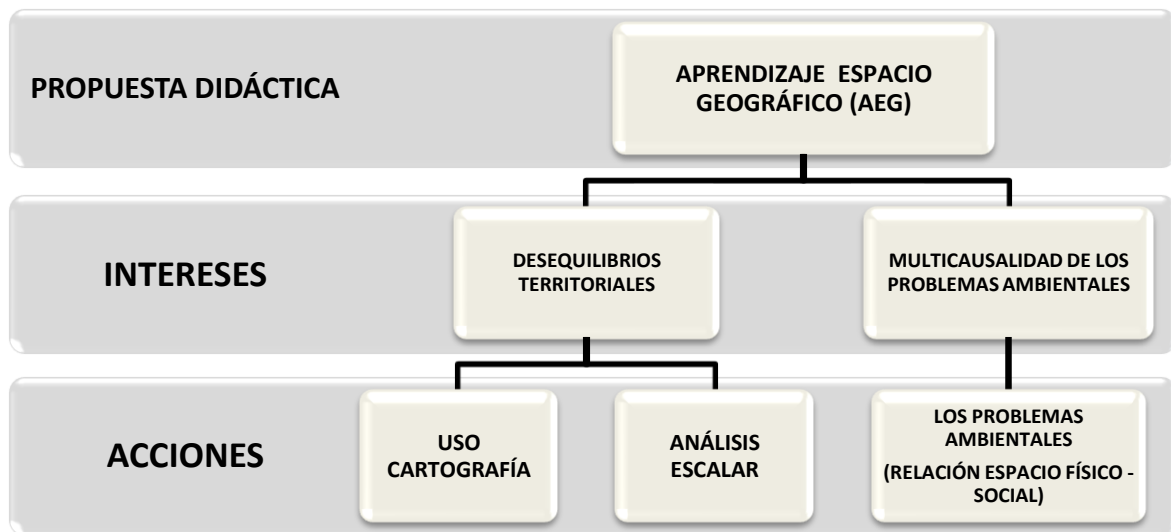 PROPUESTA DIDÁCTICA
APRENDIZAJE ESPACIO
GEOGRÁFICO (AEG)
INTERESES
DESEQUILIBRIOS
TERRITORIALES
MULTICAUSALIDAD DE LOS
PROBLEMAS AMBIENTALES
ACCIONES
USO
CARTOGRAFÍA
ANÁLISIS
ESCALAR
LOS PROBLEMAS
AMBIENTALES
(RELACIÓN ESPACIO FÍSICO -
SOCIAL)